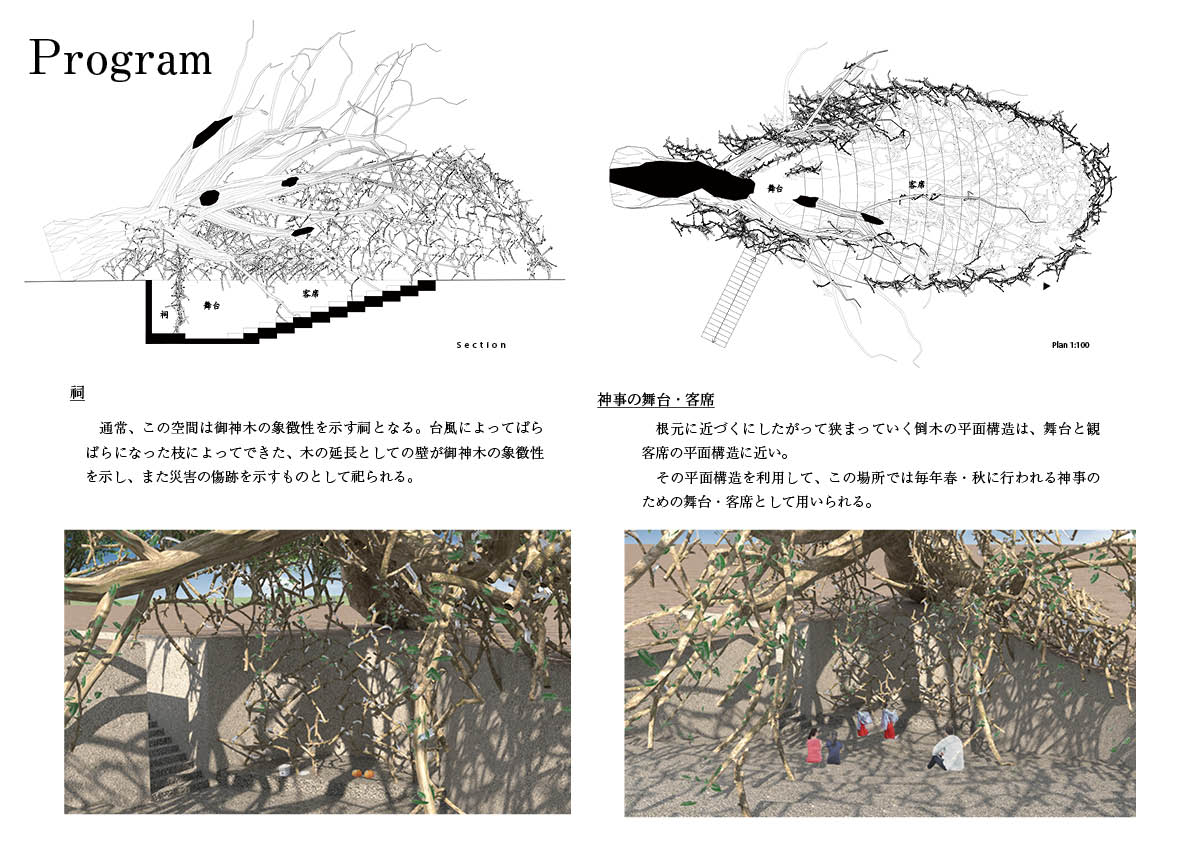 Program
祠
舞台
客席
Section
舞台
客席
Plan 1:100
祠
通常、この空間は御神木の象徴性を示す祠となる。台風によってばら
ばらになった枝によってできた、木の延長としての壁が御神木の象徴性
を示し、また災害の傷跡を示すものとして祀られる。
神事の舞台・客席
根元に近づくにしたがって狭まっていく倒木の平面構造は、舞台と観
客席の平面構造に近い。
その平面構造を利用して、この場所では毎年春・秋に行われる神事の
ための舞台・客席として用いられる。